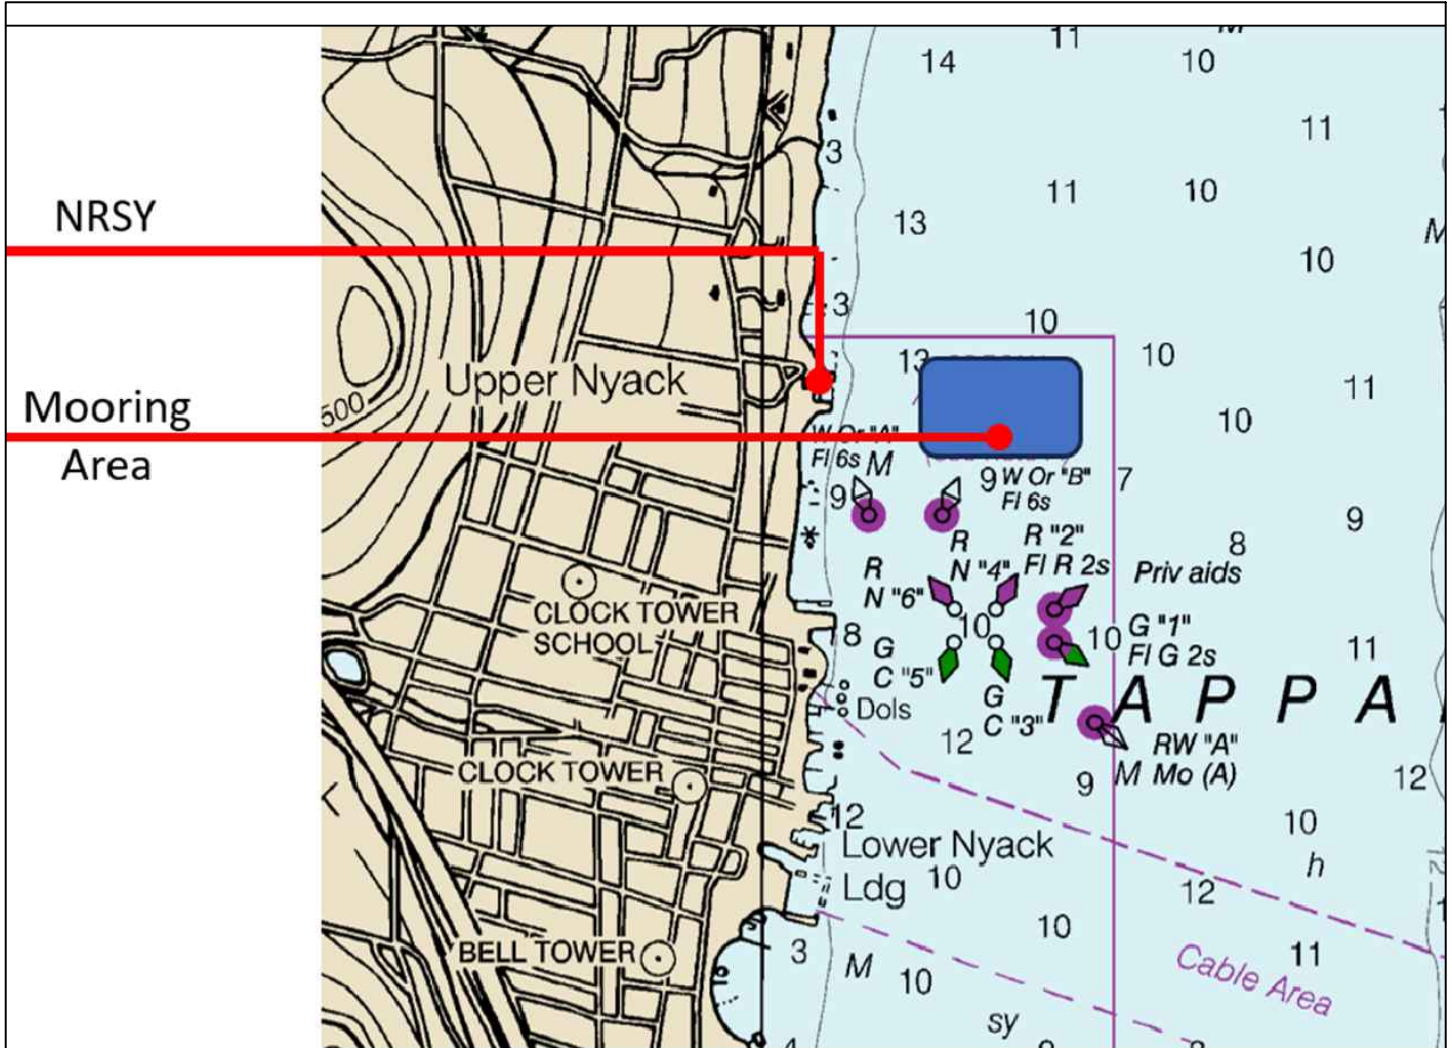 11
14
10
11
3
11
10
13
NRSY
10
3
10
13
10
Upper Nyack
11
500
Mooring
10
Area
W Or "A"
Fl 6s M
9
9 W Or "B"
Fl 6s
7
9
R "2"
Fl R 2s
8
R
N "4"
R
N "6"
Priv aids
CLOCK TOWER
SCHOOL
10
8
10
G "1"
Fl G 2s
G
C "5"
11
G
C "3"
TAPPA
Dols
12
RW "A"
M Mo (A)
CLOCK TOWER
9
12
12
10
Lower Nyack
Ldg
10
h
12
12
10
BELL TOWER
3
M
10
11
Cable Area
sy